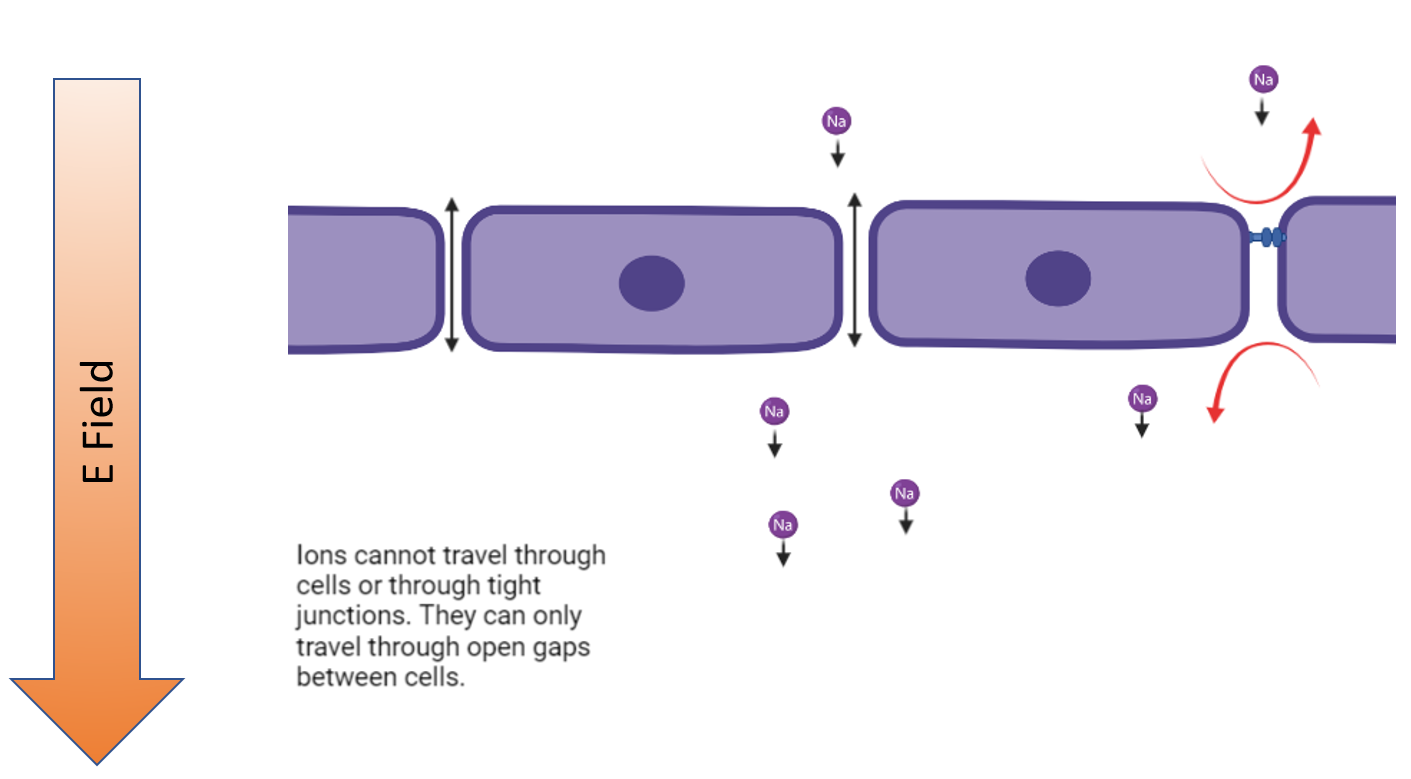 E Field
Na
Na
Na
Na
Na
Na
Ions cannot travel through
cells or through tight
junctions. They can only
travel through open gaps
between cells.